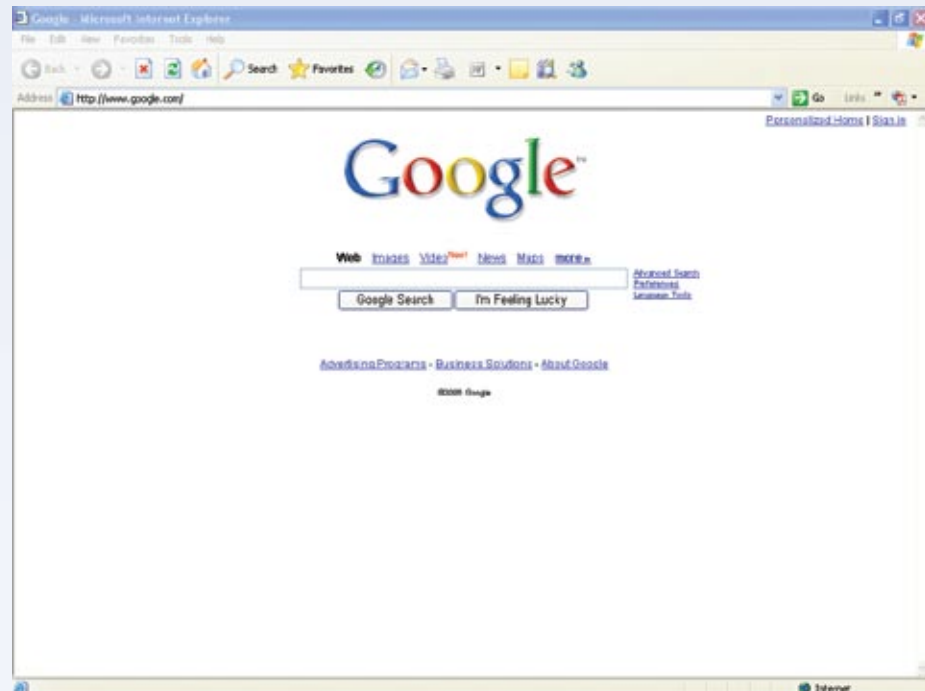 Google - Microsoft Internet Explorer
File Edit View Favorites Tools Help
Back Search Favorites
Address http://www.google.com/ Go Links »
Personalized Home | Sign in
Google™
Web Images Video New! News Maps more »
Advanced Search
Preferences
Language Tools
Google Search I'm Feeling Lucky
Advertising Programs - Business Solutions - About Google
Google
Internet